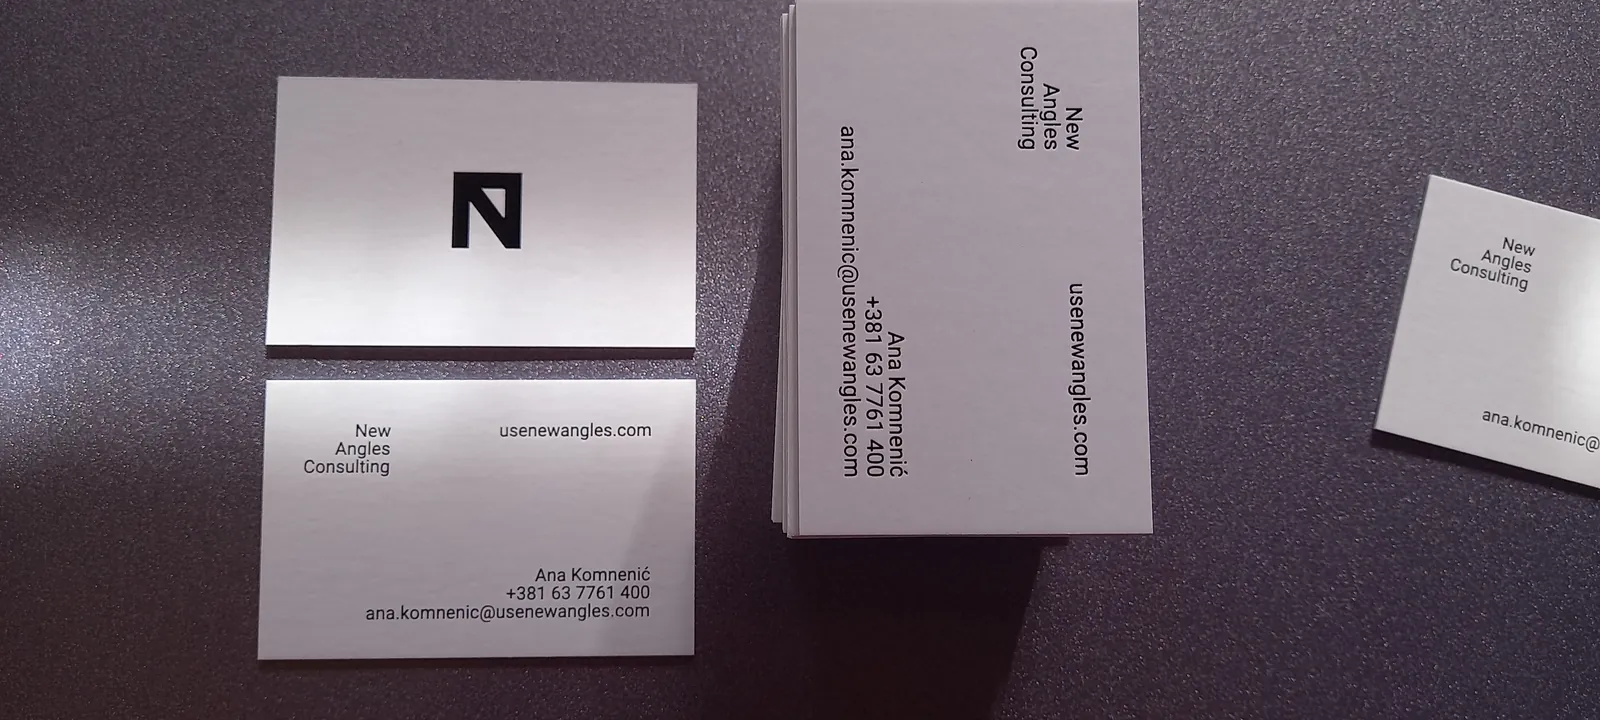 N
New
Angles
Consulting
usenewangles.com
Ana Komnenić
+381 63 7761 400
ana.komnenic@usenewangles.com
New
Angles
Consulting
usenewangles.com
Ana Komnenić
+381 63 7761 400
ana.komnenic@usenewangles.com
New
Angles
Consulting
ana.komnenic@